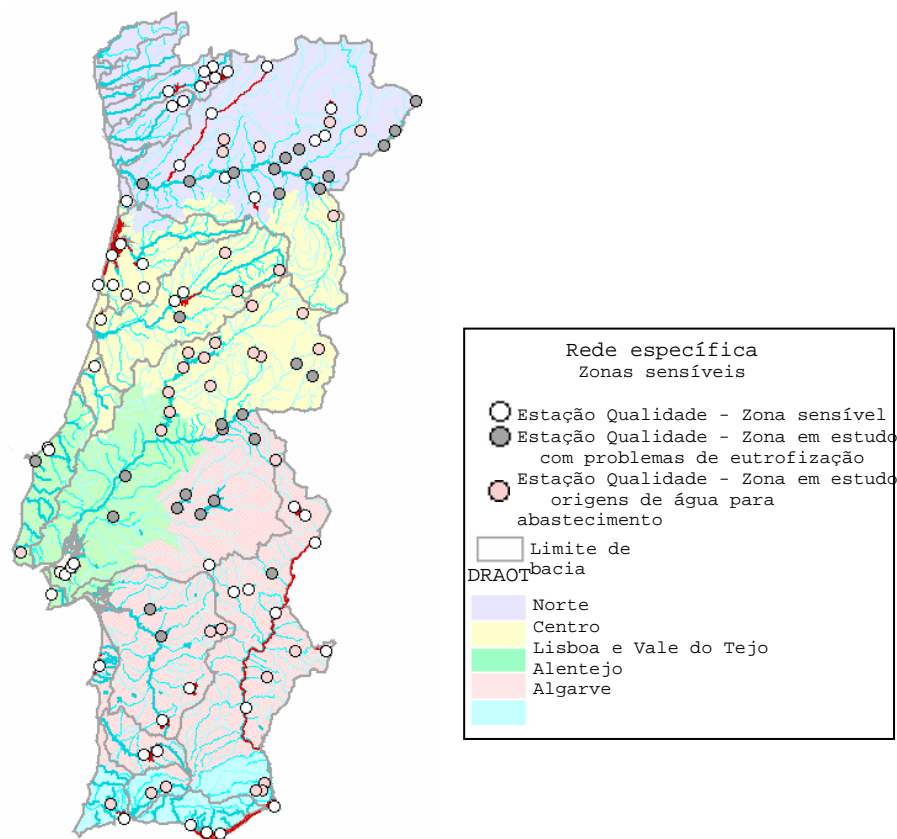 Rede específica
Zonas sensíveis
Estação Qualidade - Zona sensível
Estação Qualidade - Zona em estudo
com problemas de eutrofização
Estação Qualidade - Zona em estudo
origens de água para
abastecimento
Limite de
bacia
DRAOT
Norte
Centro
Lisboa e Vale do Tejo
Alentejo
Algarve